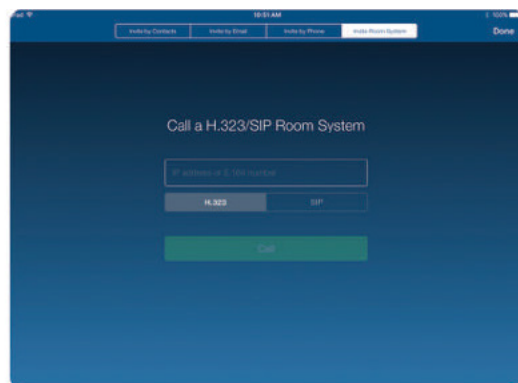 iPad 10:51 AM 100%
Invite by Contacts Invite by Email Invite by Phone Invite Room System Done
Call a H.323/SIP Room System
IP address or E.164 number
H.323 SIP
Call